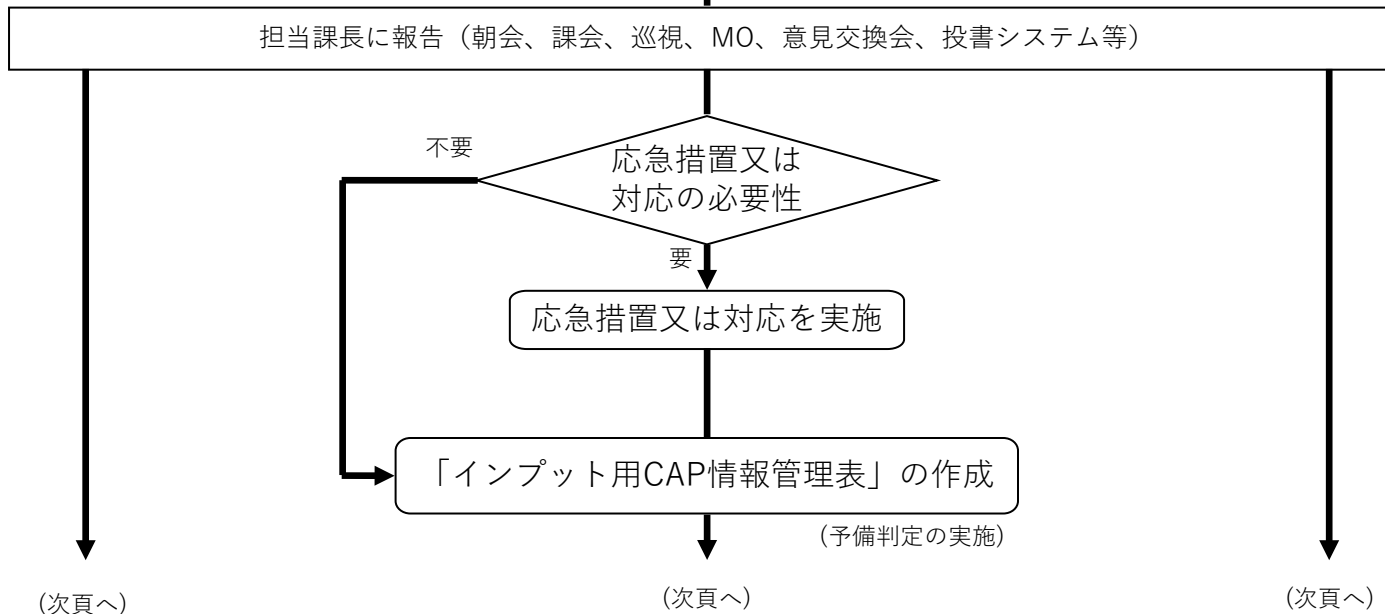 担当課長に報告（朝会、課会、巡視、MO、意見交換会、投書システム等）
不要
応急措置又は
対応の必要性
要
応急措置又は対応を実施
「インプット用CAP情報管理表」の作成
(予備判定の実施)
(次頁へ)
(次頁へ)
(次頁へ)